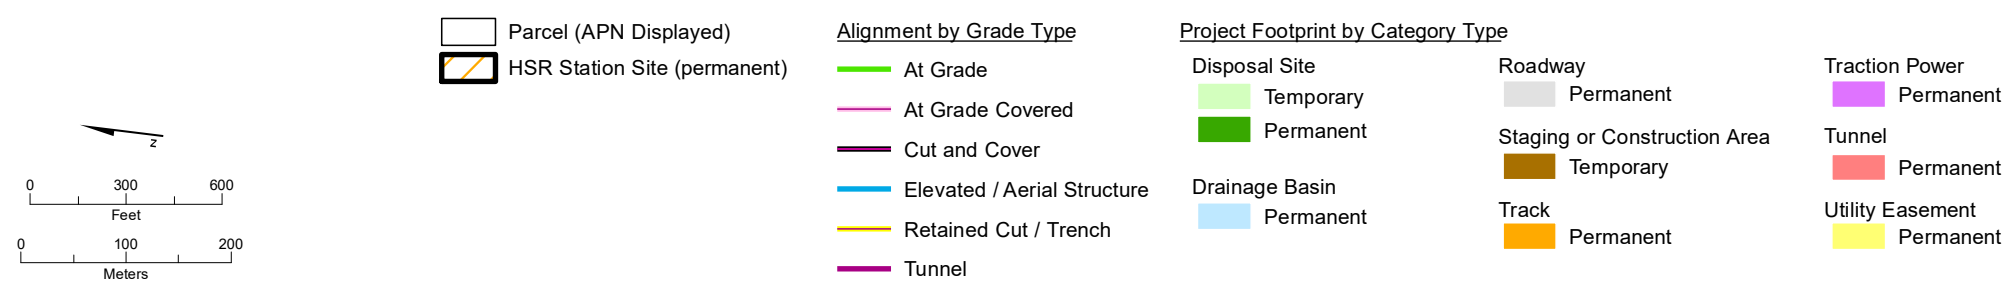 Parcel (APN Displayed)
HSR Station Site (permanent)
z
0 300 600
Feet
0 100 200
Meters
Alignment by Grade Type
At Grade
At Grade Covered
Cut and Cover
Elevated / Aerial Structure
Retained Cut / Trench
Tunnel
Project Footprint by Category Type
Disposal Site
Temporary
Permanent
Drainage Basin
Permanent
Roadway
Permanent
Staging or Construction Area
Temporary
Track
Permanent
Traction Power
Permanent
Tunnel
Permanent
Utility Easement
Permanent